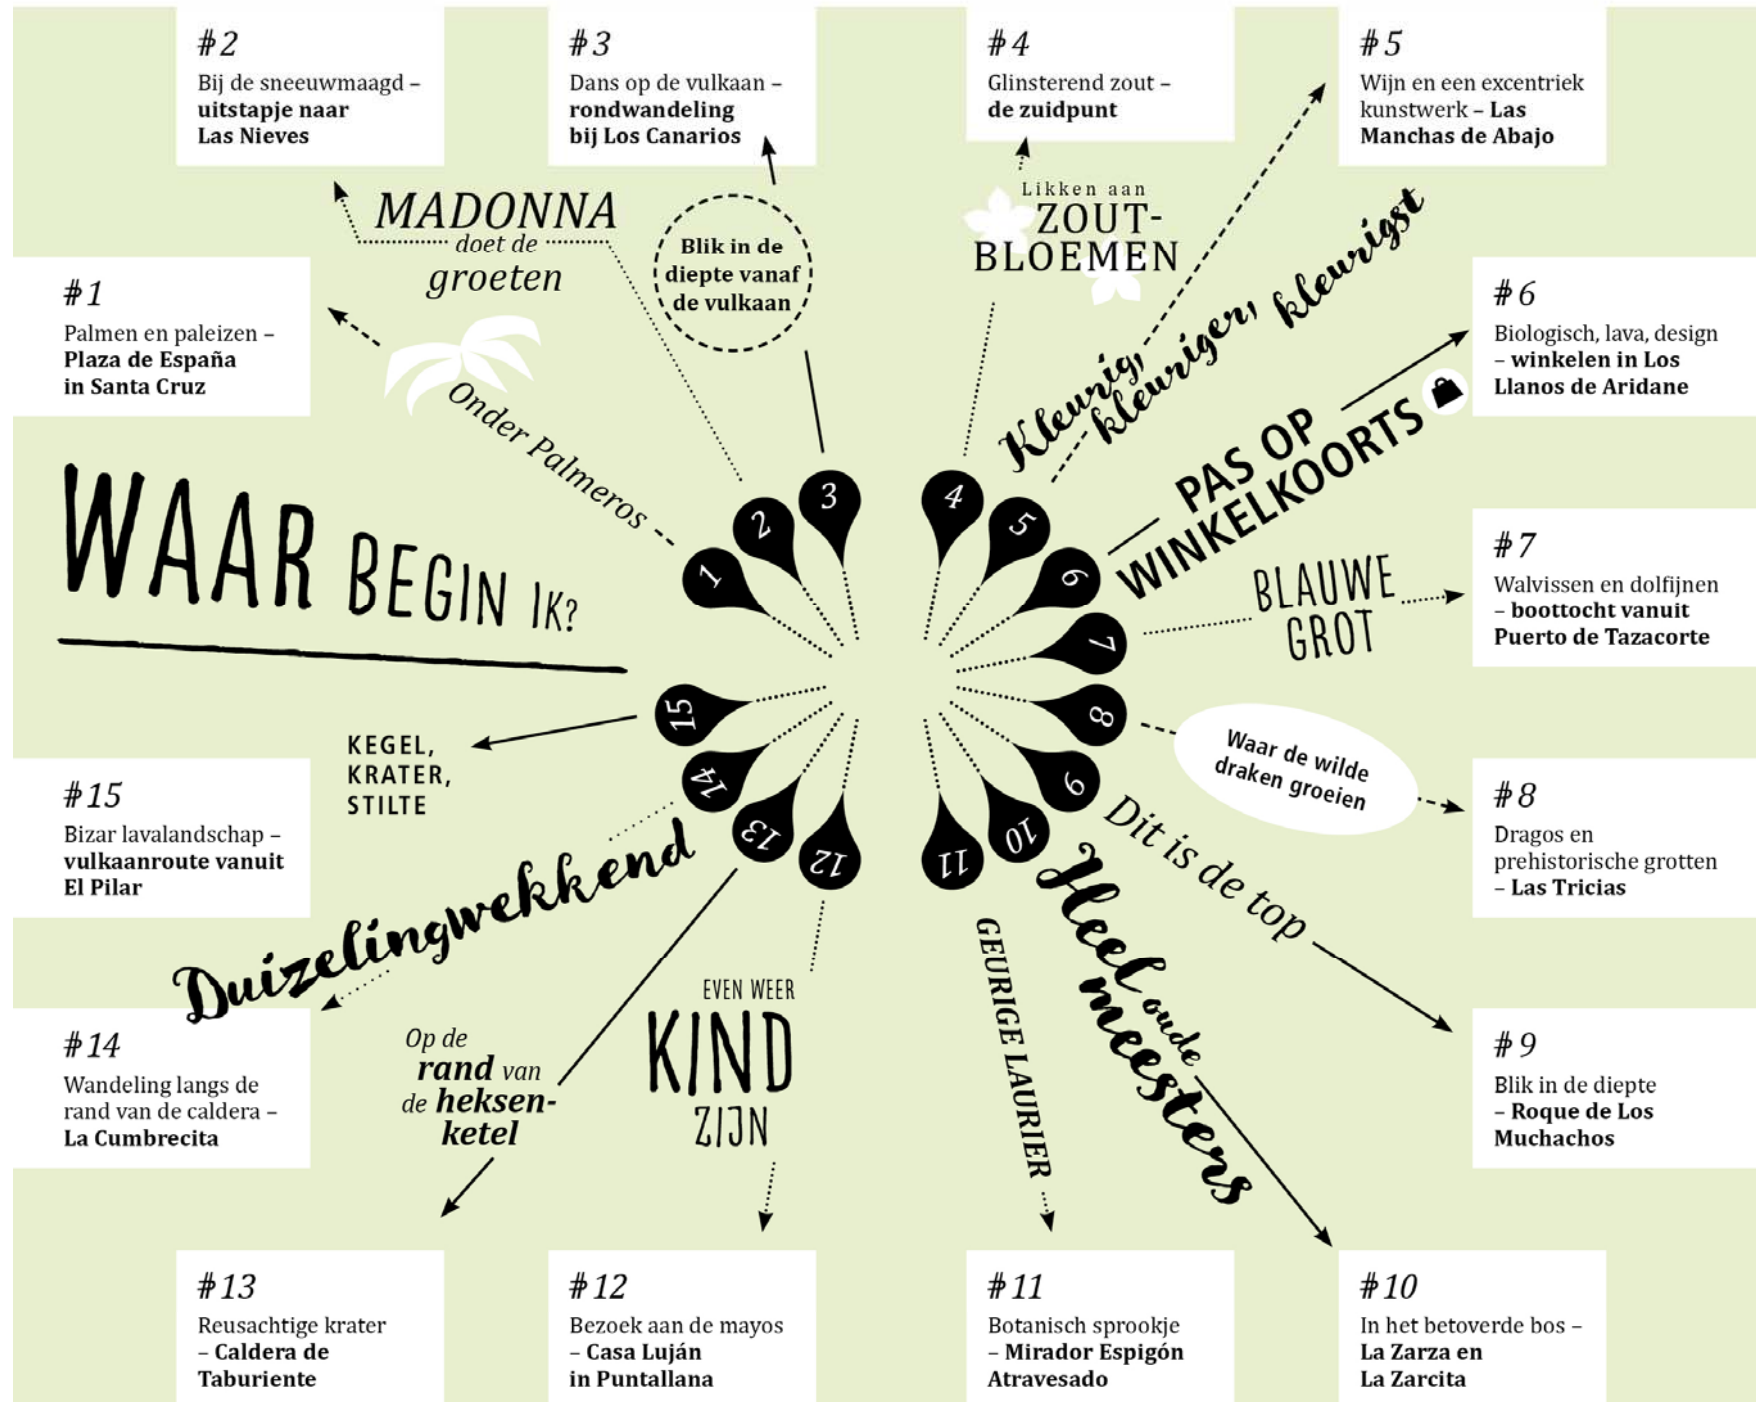 #2
Bij de sneeuwmaagd –
uitstapje naar
Las Nieves
#3
Dans op de vulkaan –
rondwandeling
bij Los Canarios
#4
Glinsterend zout –
de zuidpunt
#5
Wijn en een excentriek
kunstwerk – Las
Manchas de Abajo
MADONNA
doet de
groeten
Blik in de
diepte vanaf
de vulkaan
Likken aan
ZOUT-
BLOEMEN
Kleurig,
kleuriger, kleurigst
#1
Palmen en paleizen –
Plaza de España
in Santa Cruz
Onder Palmeros
#6
Biologisch, lava, design
– winkelen in Los
Llanos de Aridane
PAS OP
WINKELKOORTS
WAAR BEGIN IK?
1
2
3
4
5
6
7
8
9
10
11
12
13
14
15
BLAUWE
GROT
#7
Walvissen en dolfijnen
– boottocht vanuit
Puerto de Tazacorte
KEGEL,
KRATER,
STILTE
Waar de wilde
draken groeien
#15
Bizar lavalandschap –
vulkaanroute vanuit
El Pilar
#8
Dragos en
prehistorische grotten
– Las Tricias
Duizelingwekkend
Dit is de top
Heel oude
meestens
GEURIGE LAURIER
EVEN WEER
KIND
ZIJN
Op de
rand van
de heksen-
ketel
#14
Wandeling langs de
rand van de caldera –
La Cumbrecita
#9
Blik in de diepte
– Roque de Los
Muchachos
#13
Reusachtige krater
– Caldera de
Taburiente
#12
Bezoek aan de mayos
– Casa Luján
in Puntallana
#11
Botanisch sprookje
– Mirador Espigón
Atravesado
#10
In het betoverde bos –
La Zarza en
La Zarcita